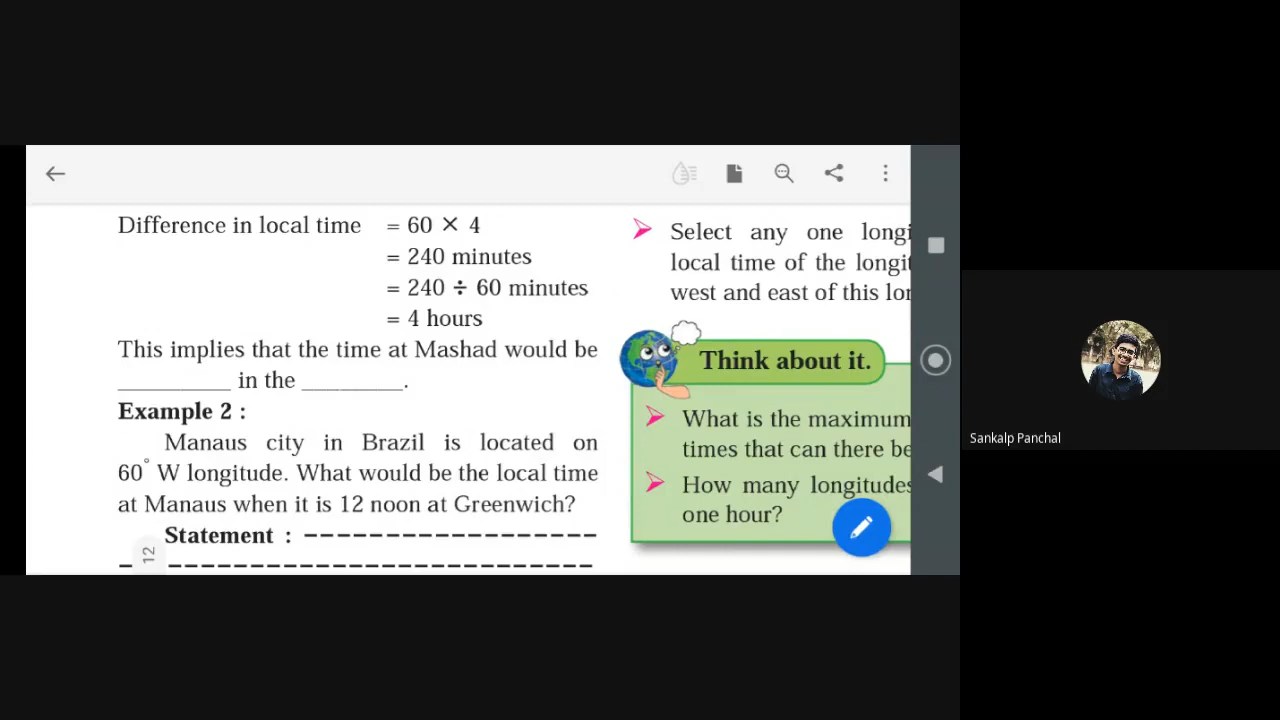 Difference in local time = 60 × 4
= 240 minutes
= 240 ÷ 60 minutes
= 4 hours
This implies that the time at Mashad would be
_________ in the ________.
Example 2 :
Manaus city in Brazil is located on
60° W longitude. What would be the local time
at Manaus when it is 12 noon at Greenwich?
Statement :
12
Select any one longi
local time of the longit
west and east of this lon
Think about it.
What is the maximum
times that can there be
How many longitudes
one hour?
Sankalp Panchal